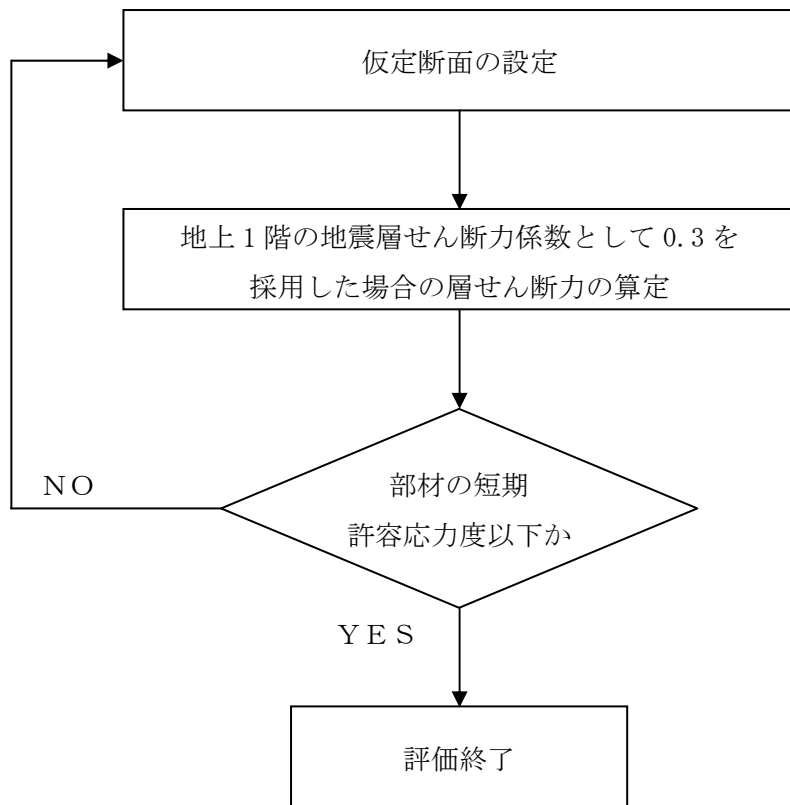 仮定断面の設定
地上1階の地震層せん断力係数として0.3を
採用した場合の層せん断力の算定
部材の短期
許容応力度以下か
NO
YES
評価終了